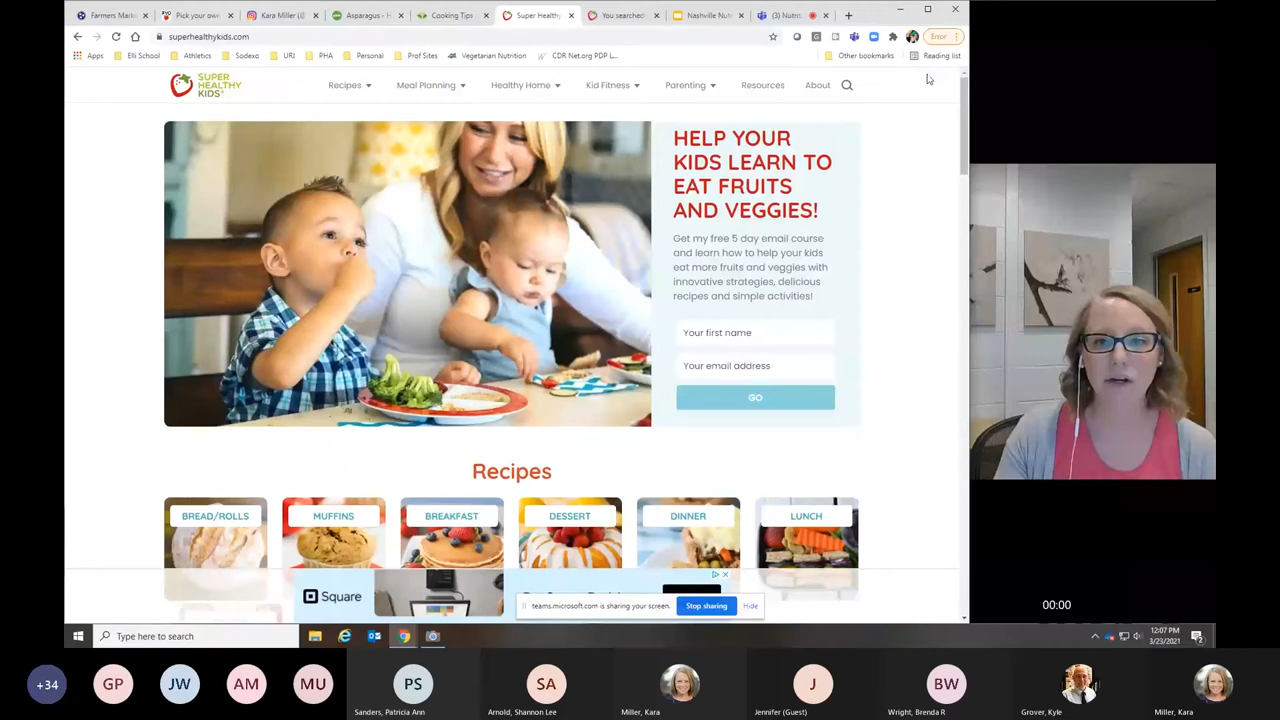 Farmers Marke
Pick your own
Kara Miller (@
Asparagus - H
Cooking Tips
Super Healthy
You searched
Nashville Nut
(3) Nutrit
superhealthykids.com
Error
Apps
Elli School
Athletics
Sodexo
URI
PHA
Personal
Prof Sites
Vegetarian Nutrition
CDR Net.org PDP L...
Other bookmarks
Reading list
SUPER
HEALTHY
KIDS
Recipes
Meal Planning
Healthy Home
Kid Fitness
Parenting
Resources
About
HELP YOUR
KIDS LEARN TO
EAT FRUITS
AND VEGGIES!
Get my free 5 day email course
and learn how to help your kids
eat more fruits and veggies with
innovative strategies, delicious
recipes and simple activities!
Your first name
Your email address
GO
Recipes
BREAD/ROLLS
MUFFINS
BREAKFAST
DESSERT
DINNER
LUNCH
Square
teams.microsoft.com is sharing your screen.
Stop sharing
Hide
00:00
Type here to search
12:07 PM
3/23/2021
+34
GP
JW
AM
MU
PS
Sanders, Patricia Ann
SA
Arnold, Shannon Lee
Miller, Kara
J
Jennifer (Guest)
BW
Wright, Brenda R
Grover, Kyle
Miller, Kara